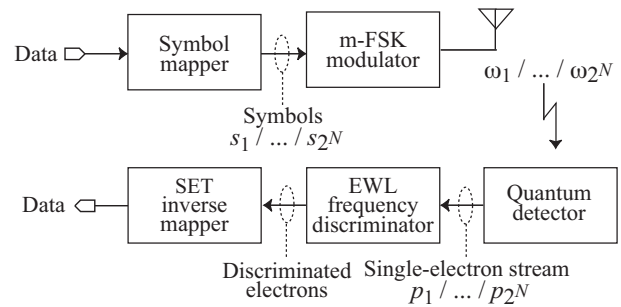 Data
Symbol
mapper
m-FSK
modulator
Symbols
s₁ / ... / s₂ᴺ
ω₁ / ... / ω₂ᴺ
Data
SET
inverse
mapper
EWL
frequency
discriminator
Quantum
detector
Discriminated
electrons
Single-electron stream
p₁ / ... / p₂ᴺ